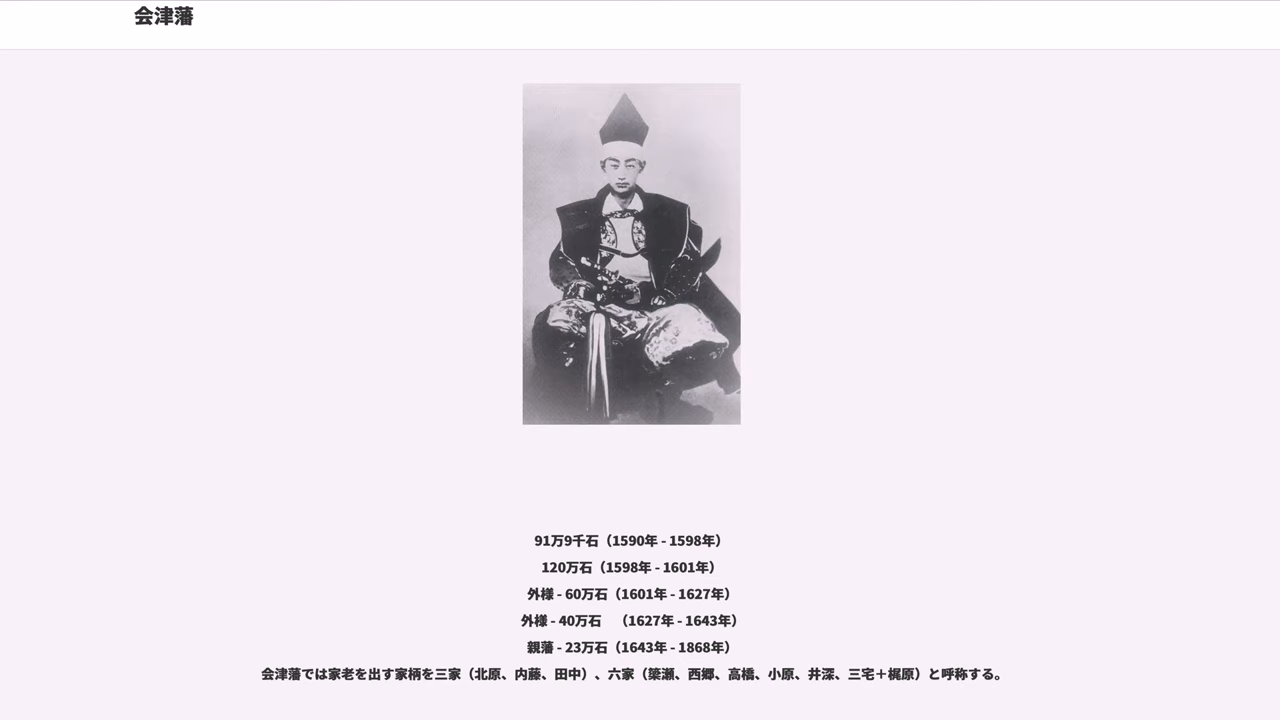 会津藩
91万9千石（1590年 - 1598年）
120万石（1598年 - 1601年）
外様 - 60万石（1601年 - 1627年）
外様 - 40万石　（1627年 - 1643年）
親藩 - 23万石（1643年 - 1868年）
会津藩では家老を出す家柄を三家（北原、内藤、田中）、六家（簗瀬、西郷、高橋、小原、井深、三宅＋梶原）と呼称する。